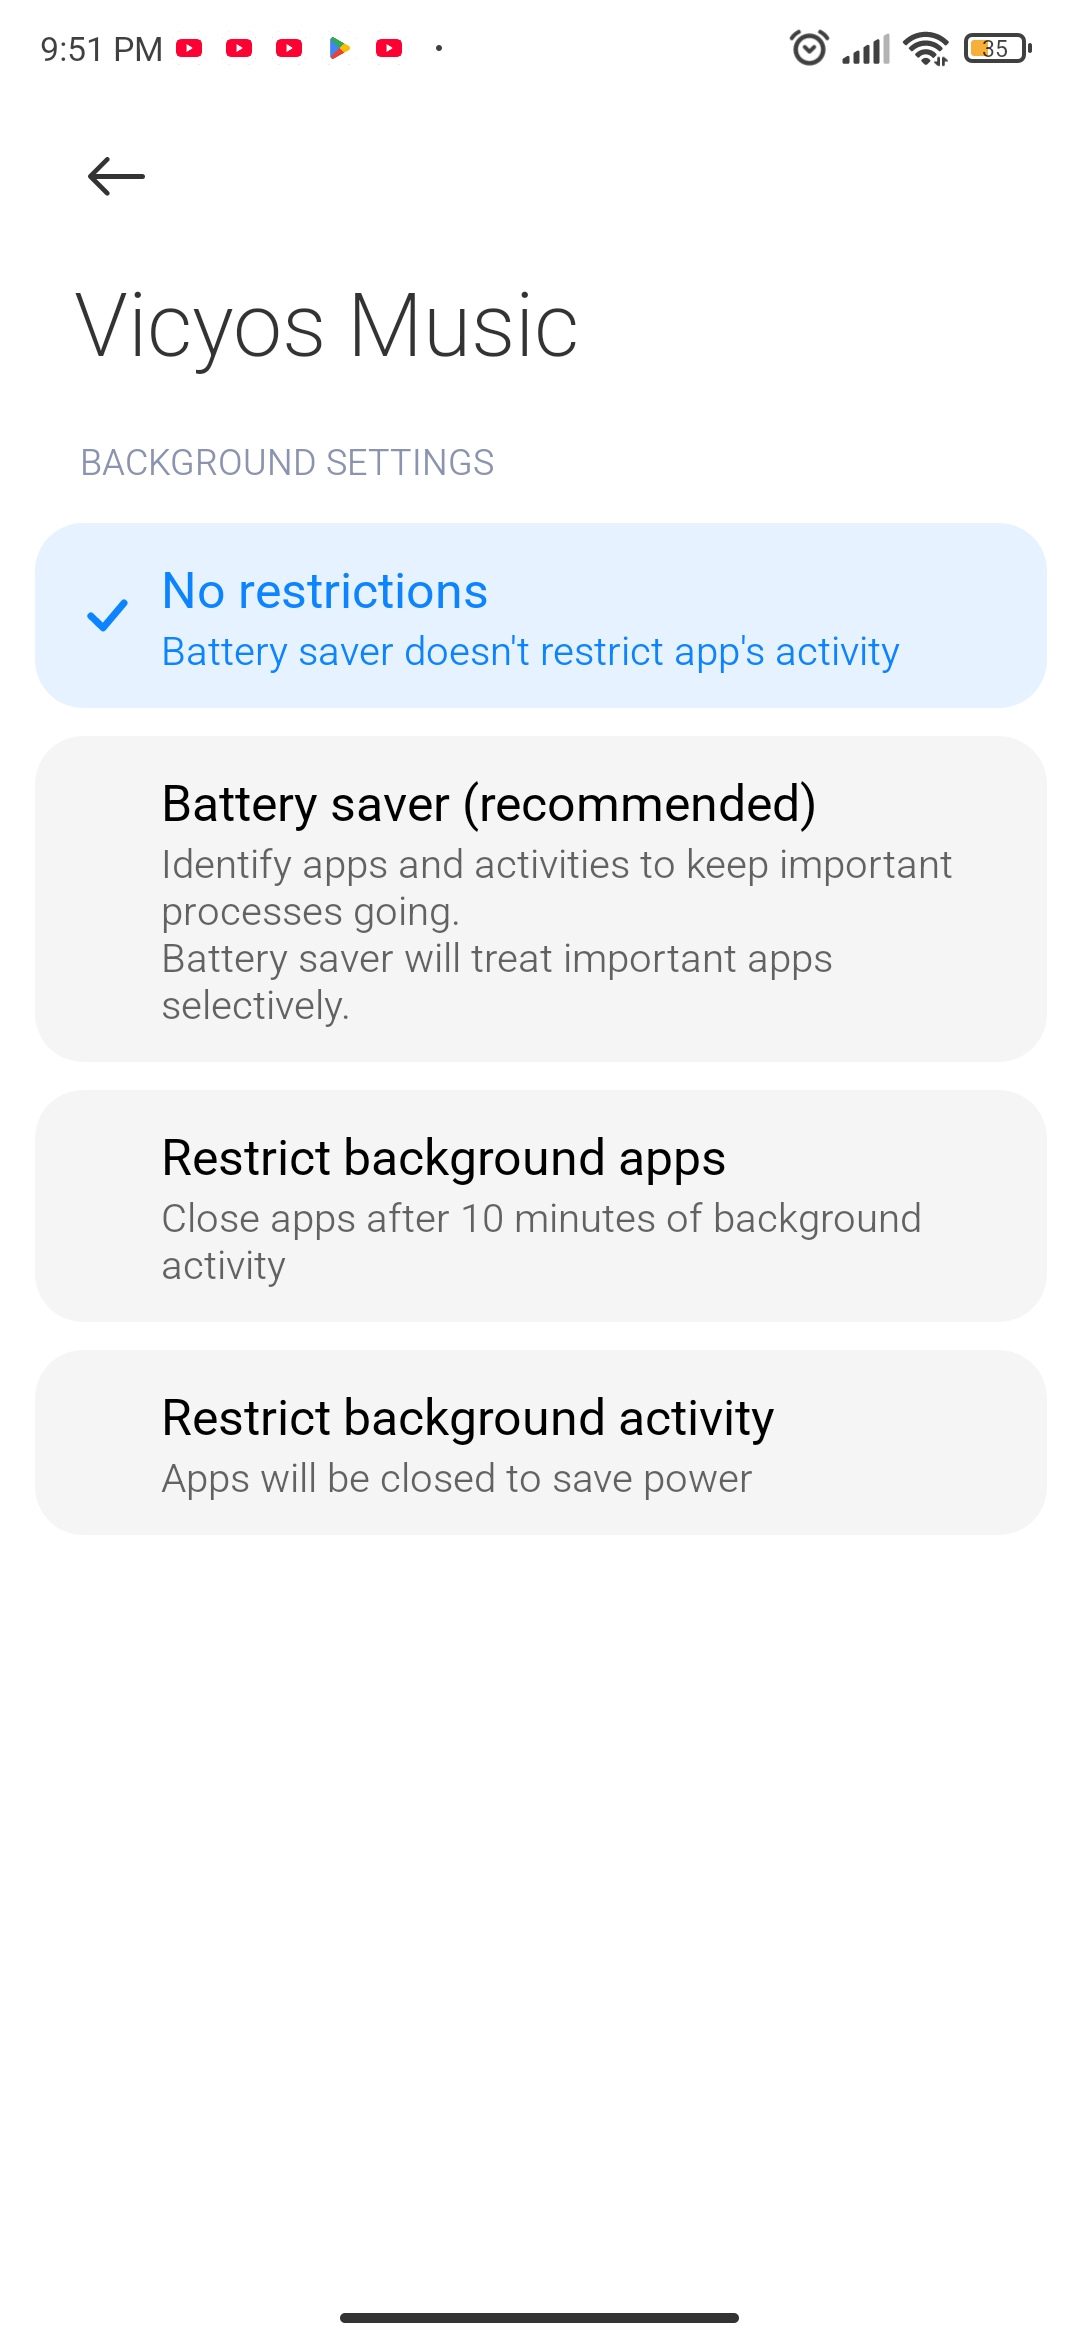 9:51 PM
35
Vicyos Music
BACKGROUND SETTINGS
No restrictions
Battery saver doesn't restrict app's activity
Battery saver (recommended)
Identify apps and activities to keep important
processes going.
Battery saver will treat important apps
selectively.
Restrict background apps
Close apps after 10 minutes of background
activity
Restrict background activity
Apps will be closed to save power